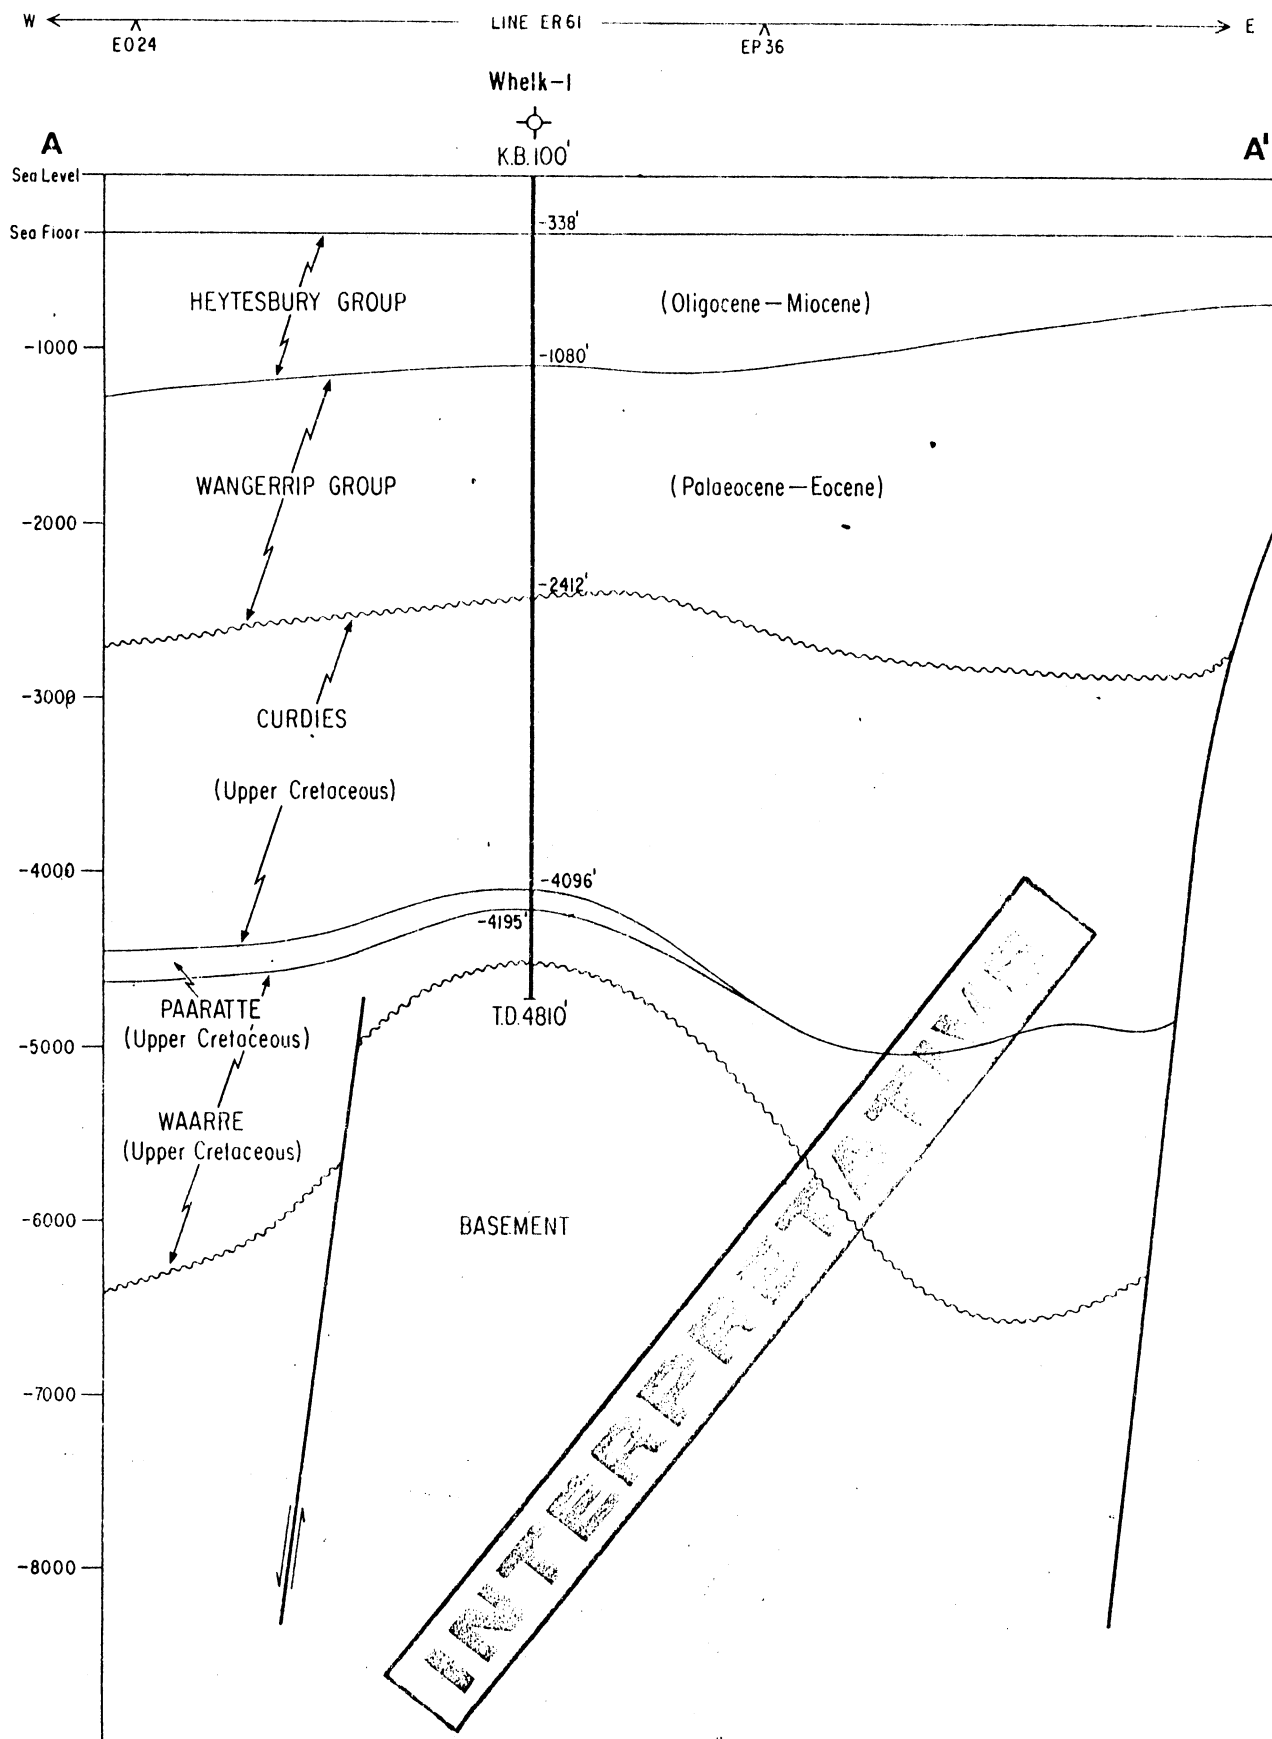 W LINE ER61 E
EO24 EP36
Whelk-1
A A'
K.B.100'
Sea Level
-338'
Sea Floor
HEYTESBURY GROUP (Oligocene—Miocene)
-1000
-1080'
WANGERRIP GROUP (Palaeocene—Eocene)
-2000
-2412'
-3000
CURDIES
(Upper Cretaceous)
-4000
-4096'
-4195'
PAARATTE
(Upper Cretaceous)
T.D.4810'
-5000
WAARRE
(Upper Cretaceous)
-6000
BASEMENT
-7000
-8000
INTERPRETATIVE